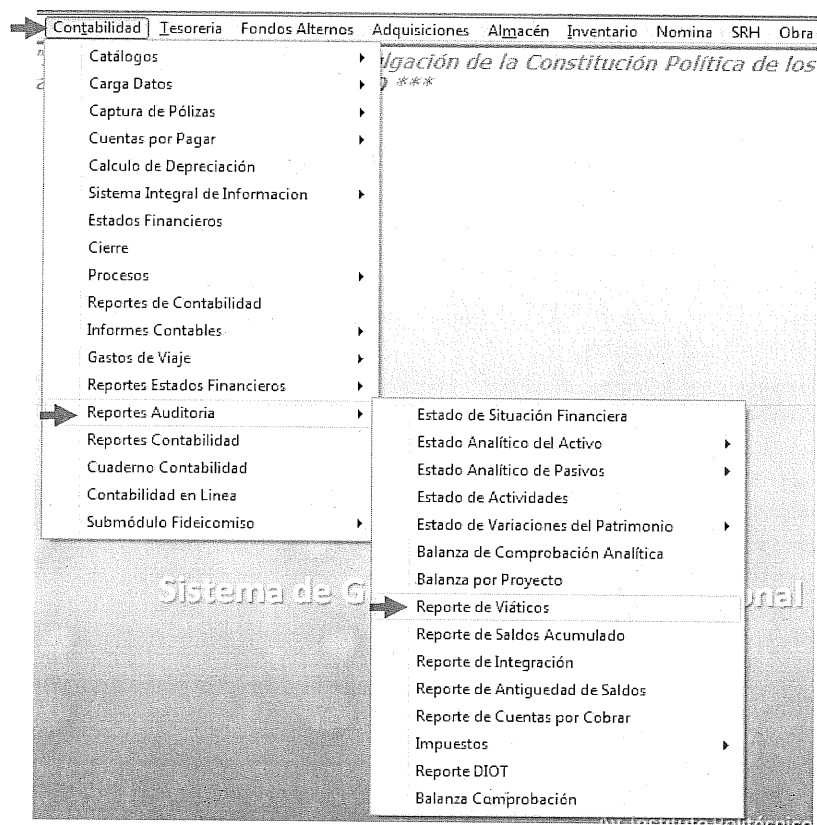 Contabilidad Tesoreria Fondos Alternos Adquisiciones Almacén Inventario Nomina SRH Obra
lgación de la Constitución Política de los
***
Catálogos
Carga Datos
Captura de Pólizas
Cuentas por Pagar
Calculo de Depreciación
Sistema Integral de Informacion
Estados Financieros
Cierre
Procesos
Reportes de Contabilidad
Informes Contables
Gastos de Viaje
Reportes Estados Financieros
Reportes Auditoria
Reportes Contabilidad
Cuaderno Contabilidad
Contabilidad en Linea
Submódulo Fideicomiso
Estado de Situación Financiera
Estado Analítico del Activo
Estado Analítico de Pasivos
Estado de Actividades
Estado de Variaciones del Patrimonio
Balanza de Comprobación Analítica
Balanza por Proyecto
Reporte de Viáticos
Reporte de Saldos Acumulado
Reporte de Integración
Reporte de Antiguedad de Saldos
Reporte de Cuentas por Cobrar
Impuestos
Reporte DIOT
Balanza Comprobación
Sistema de G onal
Av. Instituto Politécnico